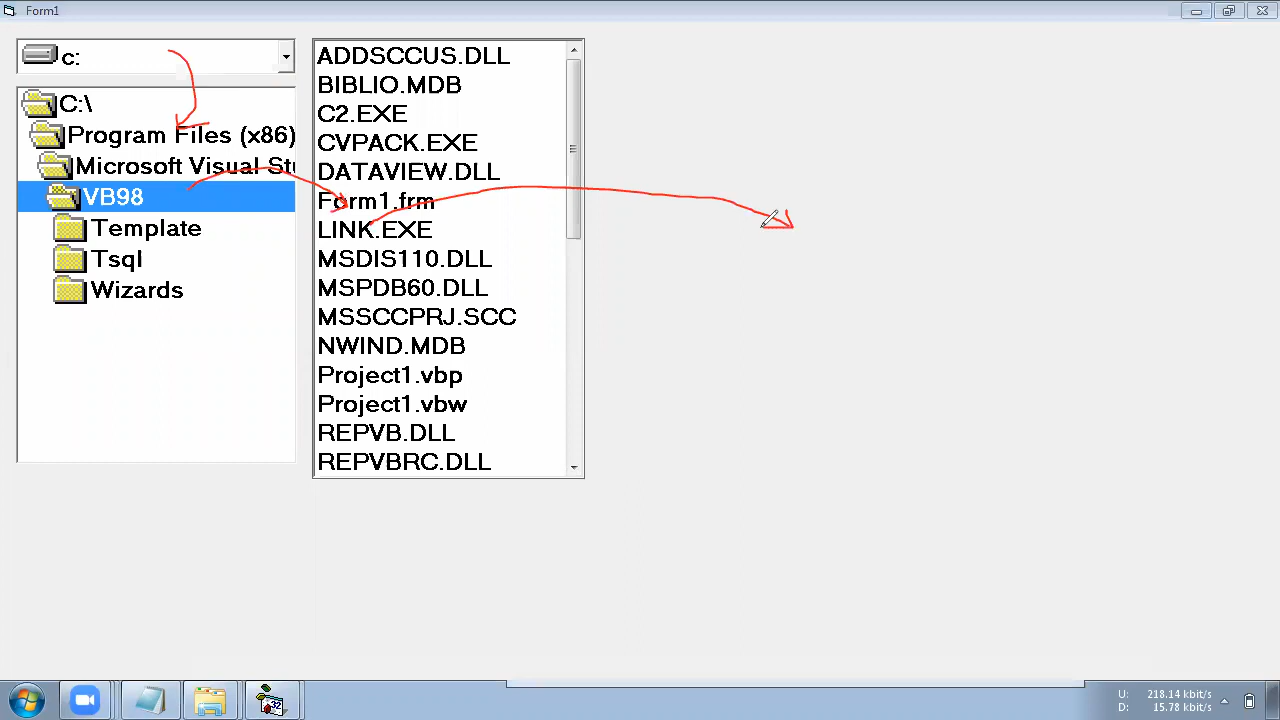 Form1
c:
C:\
Program Files (x86)
Microsoft Visual Stu
VB98
Template
Tsql
Wizards
ADDSCCUS.DLL
BIBLIO.MDB
C2.EXE
CVPACK.EXE
DATAVIEW.DLL
Form1.frm
LINK.EXE
MSDIS110.DLL
MSPDB60.DLL
MSSCCPRJ.SCC
NWIND.MDB
Project1.vbp
Project1.vbw
REPVB.DLL
REPVBRC.DLL
32
U: 218.14 kbit/s
D: 15.78 kbit/s